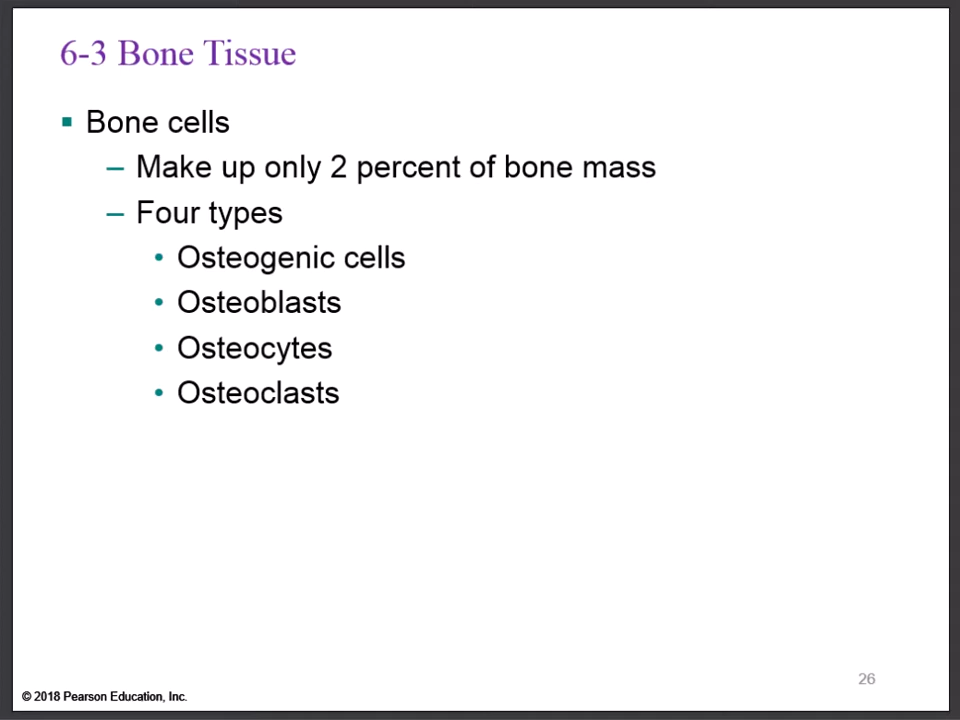 6-3 Bone Tissue
▪ Bone cells
– Make up only 2 percent of bone mass
– Four types
• Osteogenic cells
• Osteoblasts
• Osteocytes
• Osteoclasts
26
© 2018 Pearson Education, Inc.